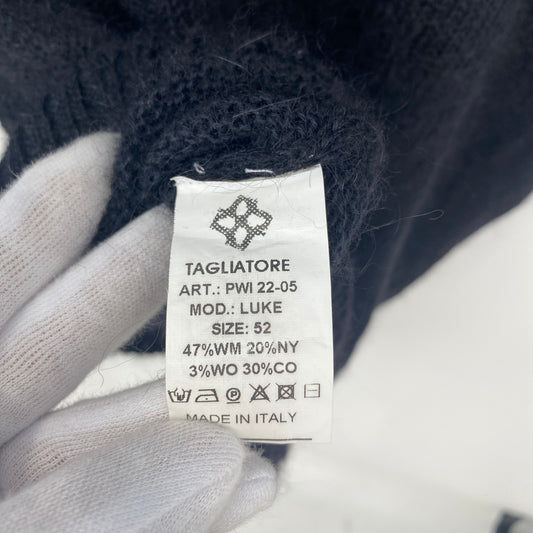 TAGLIATORE
ART.: PWI 22-05
MOD.: LUKE
SIZE: 52
47%WM 20%NY
3%WO 30%CO
MADE IN ITALY